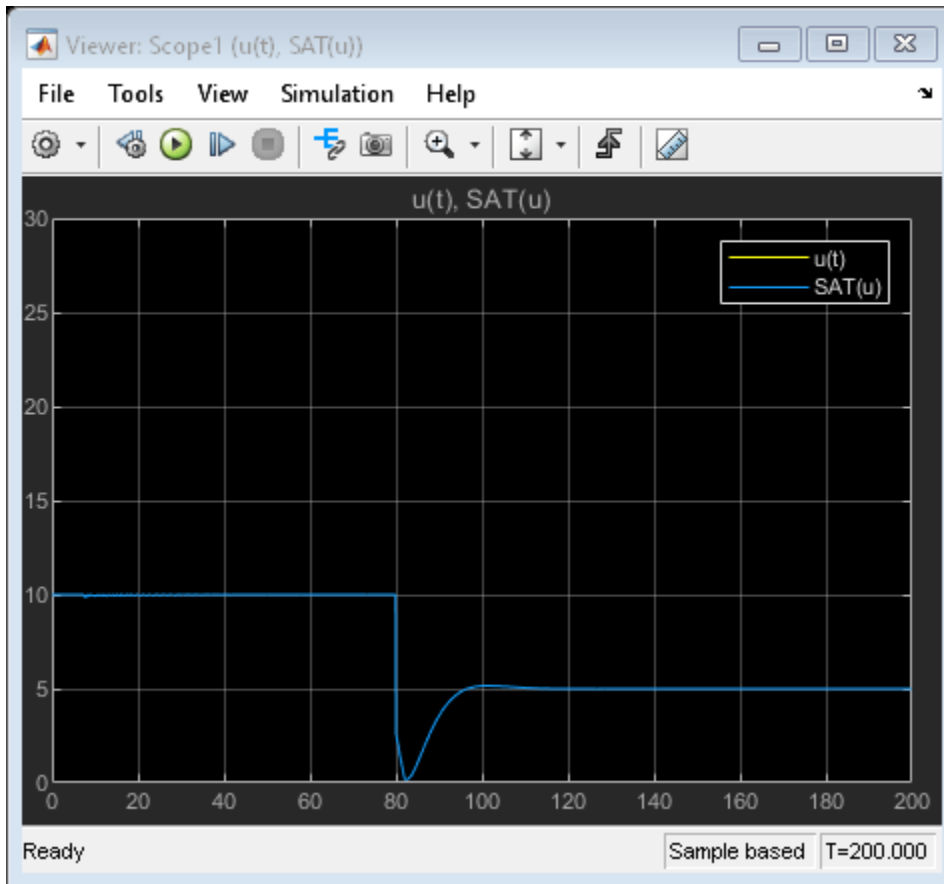 Viewer: Scope1 (u(t), SAT(u))
File Tools View Simulation Help
u(t), SAT(u)
30
u(t)
SAT(u)
25
20
15
10
5
0
0 20 40 60 80 100 120 140 160 180 200
Ready Sample based T=200.000